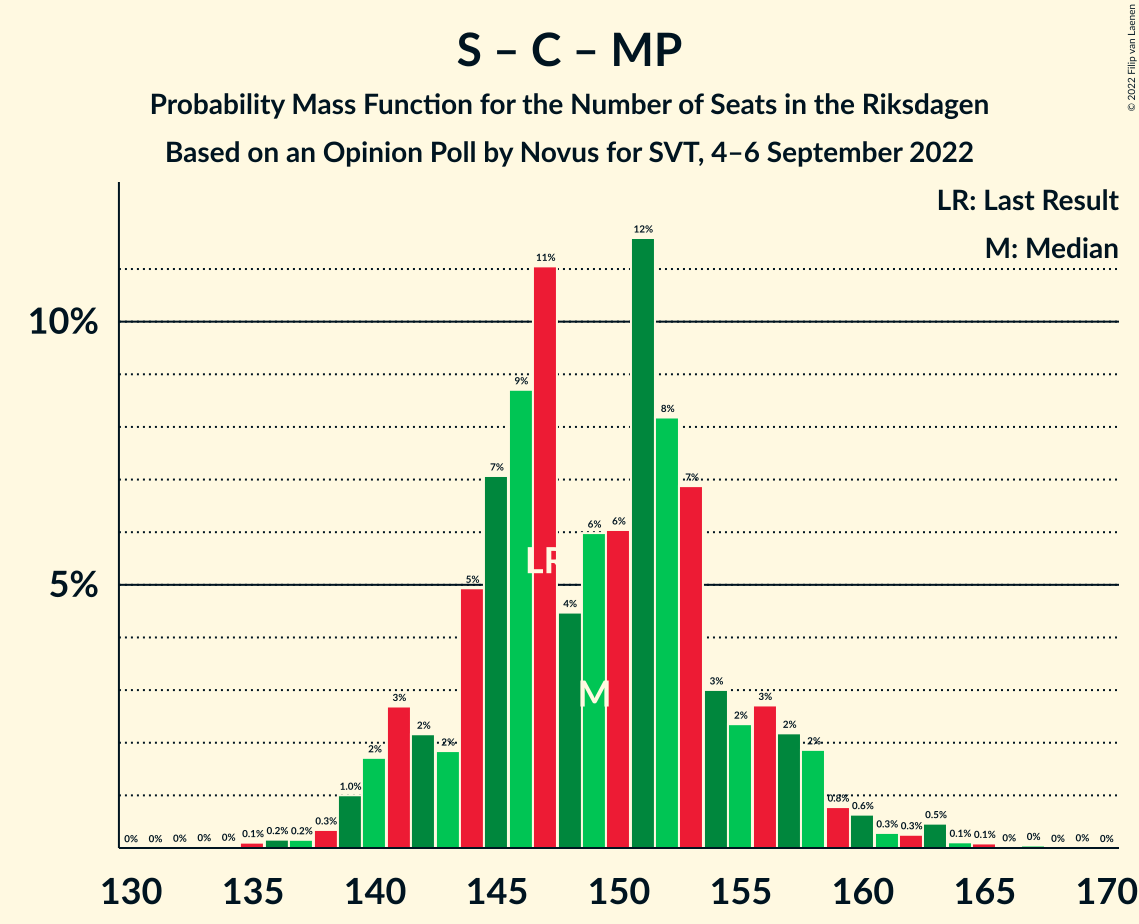 S – C – MP
Probability Mass Function for the Number of Seats in the Riksdagen
Based on an Opinion Poll by Novus for SVT, 4–6 September 2022
© 2022 Filip van Laenen
LR: Last Result
M: Median
10%
5%
0% 0% 0% 0% 0% 0.1% 0.2% 0.2% 0.3% 1.0% 2% 3% 2% 2% 5% 7% 9% 11% 4% 6% 6% 12% 8% 7% 3% 2% 3% 2% 2% 0.8% 0.6% 0.3% 0.3% 0.5% 0.1% 0.1% 0% 0% 0% 0% 0%
LR
M
130 135 140 145 150 155 160 165 170